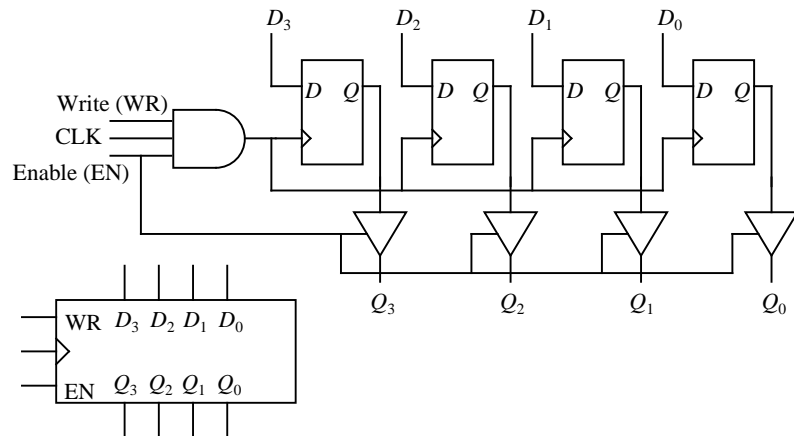 D₃ D₂ D₁ D₀
D Q D Q D Q D Q
Write (WR)
CLK
Enable (EN)
Q₃ Q₂ Q₁ Q₀
WR D₃ D₂ D₁ D₀
EN Q₃ Q₂ Q₁ Q₀